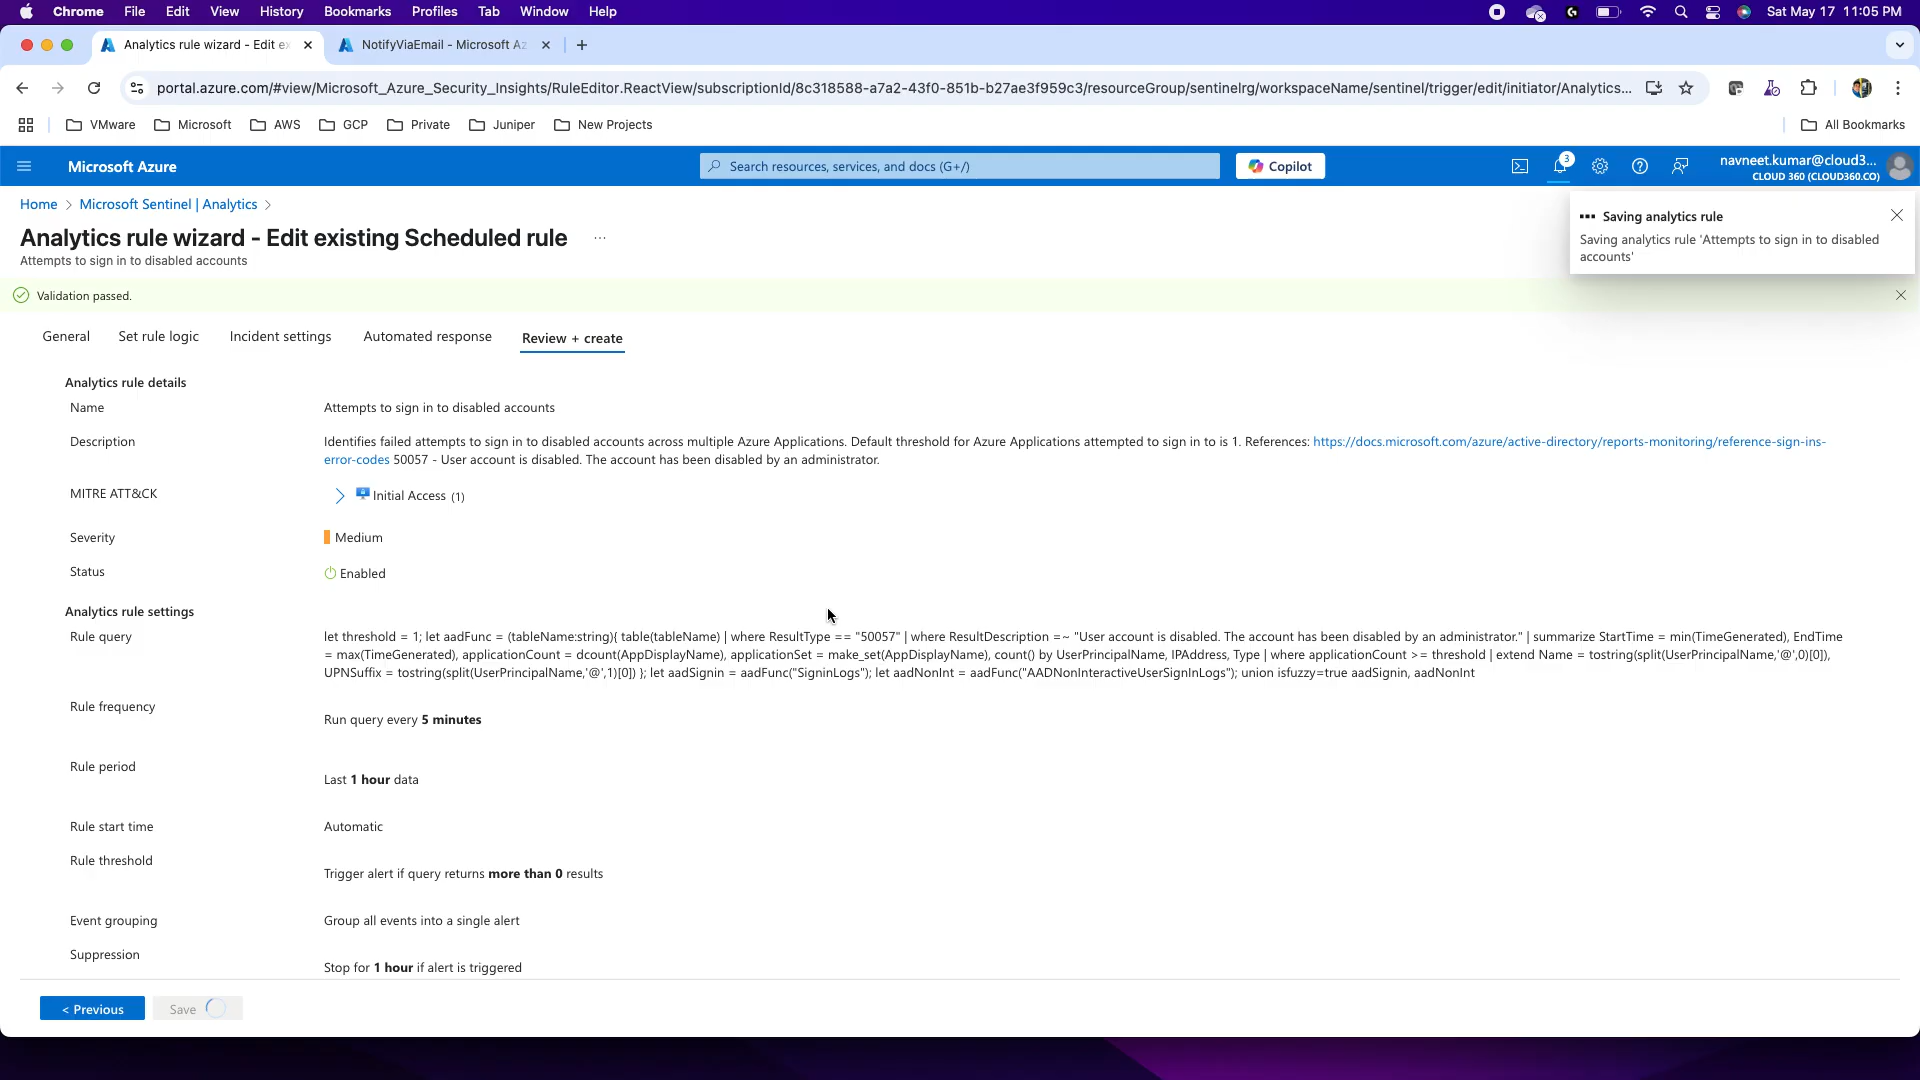 Chrome File Edit View History Bookmarks Profiles Tab Window Help Sat May 17 11:05 PM
Analytics rule wizard - Edit ex NotifyViaEmail - Microsoft Az
portal.azure.com/#view/Microsoft_Azure_Security_Insights/RuleEditor.ReactView/subscriptionId/8c318588-a7a2-43f0-851b-b27ae3f959c3/resourceGroup/sentinelrg/workspaceName/sentinel/trigger/edit/initiator/Analytics...
VMware Microsoft AWS GCP Private Juniper New Projects All Bookmarks
Microsoft Azure Search resources, services, and docs (G+/) Copilot 3 navneet.kumar@cloud3...
CLOUD 360 (CLOUD360.CO)
Home > Microsoft Sentinel | Analytics >
Analytics rule wizard - Edit existing Scheduled rule ...
Attempts to sign in to disabled accounts
Saving analytics rule
Saving analytics rule 'Attempts to sign in to disabled
accounts'
Validation passed.
General Set rule logic Incident settings Automated response Review + create
Analytics rule details
Name Attempts to sign in to disabled accounts
Description Identifies failed attempts to sign in to disabled accounts across multiple Azure Applications. Default threshold for Azure Applications attempted to sign in to is 1. References: https://docs.microsoft.com/azure/active-directory/reports-monitoring/reference-sign-ins-
error-codes 50057 - User account is disabled. The account has been disabled by an administrator.
MITRE ATT&CK Initial Access (1)
Severity Medium
Status Enabled
Analytics rule settings
Rule query let threshold = 1; let aadFunc = (tableName:string){ table(tableName) | where ResultType == "50057" | where ResultDescription =~ "User account is disabled. The account has been disabled by an administrator." | summarize StartTime = min(TimeGenerated), EndTime
= max(TimeGenerated), applicationCount = dcount(AppDisplayName), applicationSet = make_set(AppDisplayName), count() by UserPrincipalName, IPAddress, Type | where applicationCount >= threshold | extend Name = tostring(split(UserPrincipalName,'@',0)[0]),
UPNSuffix = tostring(split(UserPrincipalName,'@',1)[0]) }; let aadSignin = aadFunc("SigninLogs"); let aadNonInt = aadFunc("AADNonInteractiveUserSignInLogs"); union isfuzzy=true aadSignin, aadNonInt
Rule frequency Run query every 5 minutes
Rule period Last 1 hour data
Rule start time Automatic
Rule threshold Trigger alert if query returns more than 0 results
Event grouping Group all events into a single alert
Suppression Stop for 1 hour if alert is triggered
< Previous Save